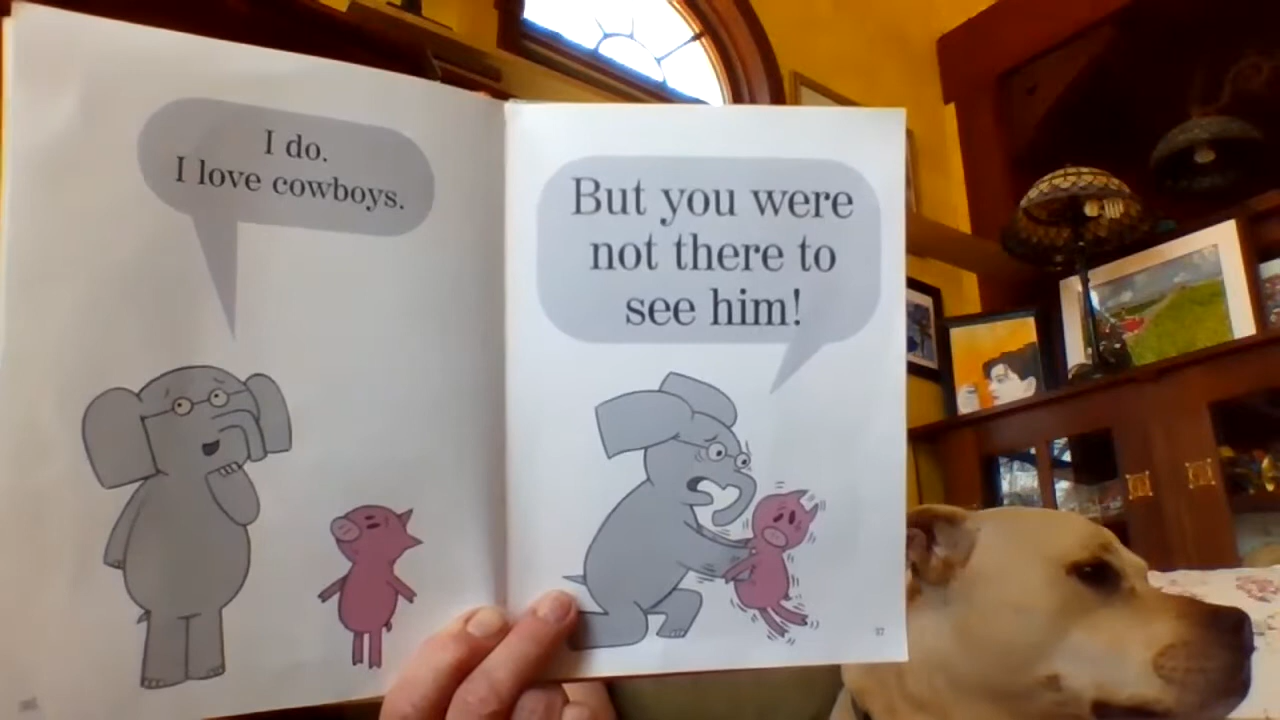 I do.
I love cowboys.
But you were
not there to
see him!